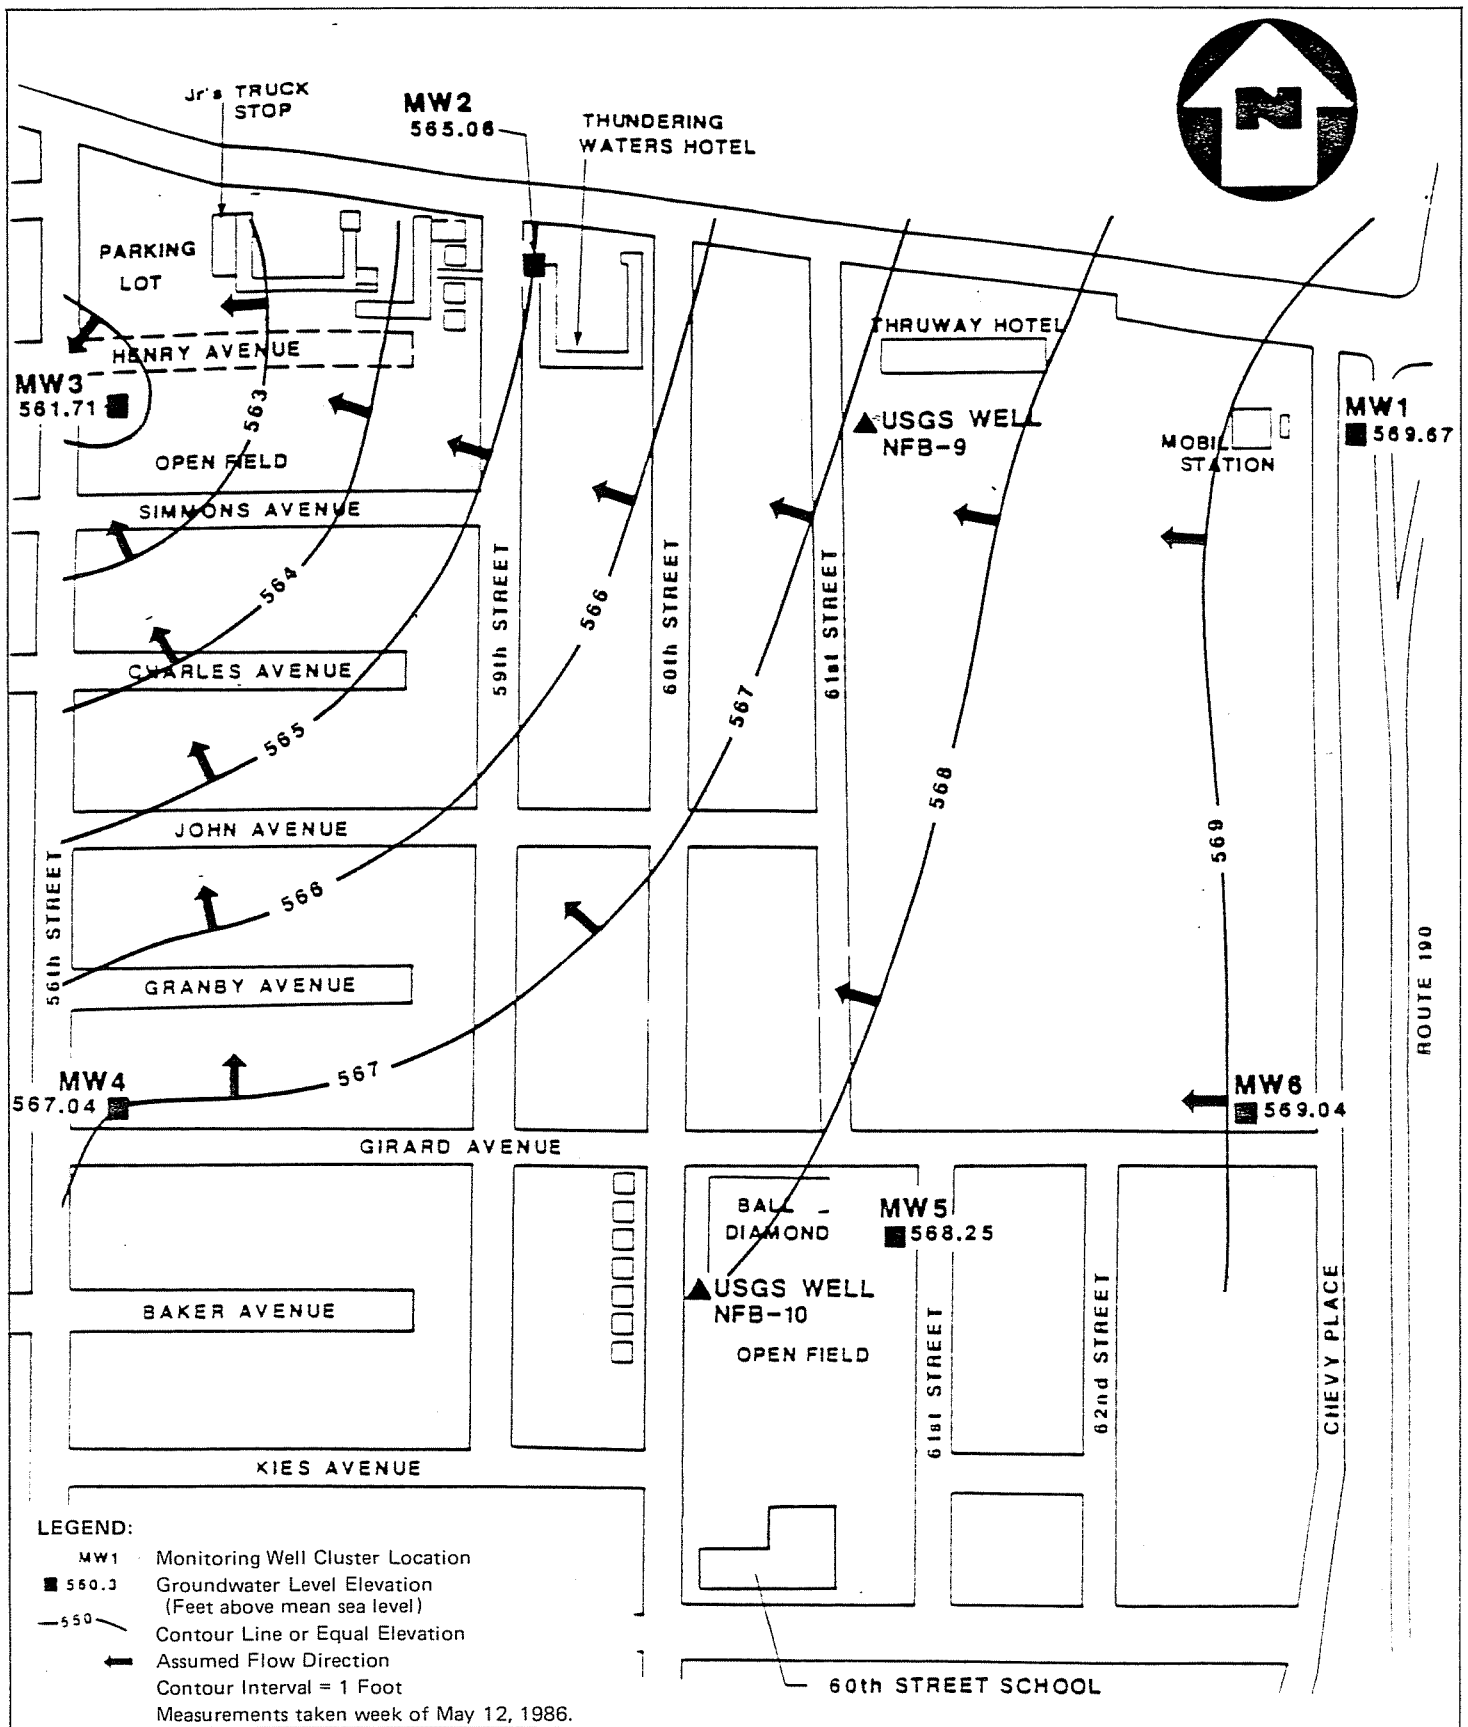 N
Jr's TRUCK
STOP
MW2
565.06
THUNDERING
WATERS HOTEL
PARKING
LOT
HENRY AVENUE
THRUWAY HOTEL
MW3
561.71
563
USGS WELL
NFB-9
MW1
569.67
MOBIL
STATION
OPEN FIELD
SIMMONS AVENUE
564
566
59th STREET
60th STREET
61st STREET
CHARLES AVENUE
567
565
568
JOHN AVENUE
569
566
56th STREET
GRANBY AVENUE
ROUTE 190
567
MW4
567.04
MW6
569.04
GIRARD AVENUE
BALL
DIAMOND
MW5
568.25
USGS WELL
NFB-10
BAKER AVENUE
OPEN FIELD
61st STREET
62nd STREET
CHEVY PLACE
KIES AVENUE
LEGEND:
MW1 Monitoring Well Cluster Location
560.3 Groundwater Level Elevation
(Feet above mean sea level)
550 Contour Line or Equal Elevation
Assumed Flow Direction
Contour Interval = 1 Foot
Measurements taken week of May 12, 1986.
60th STREET SCHOOL